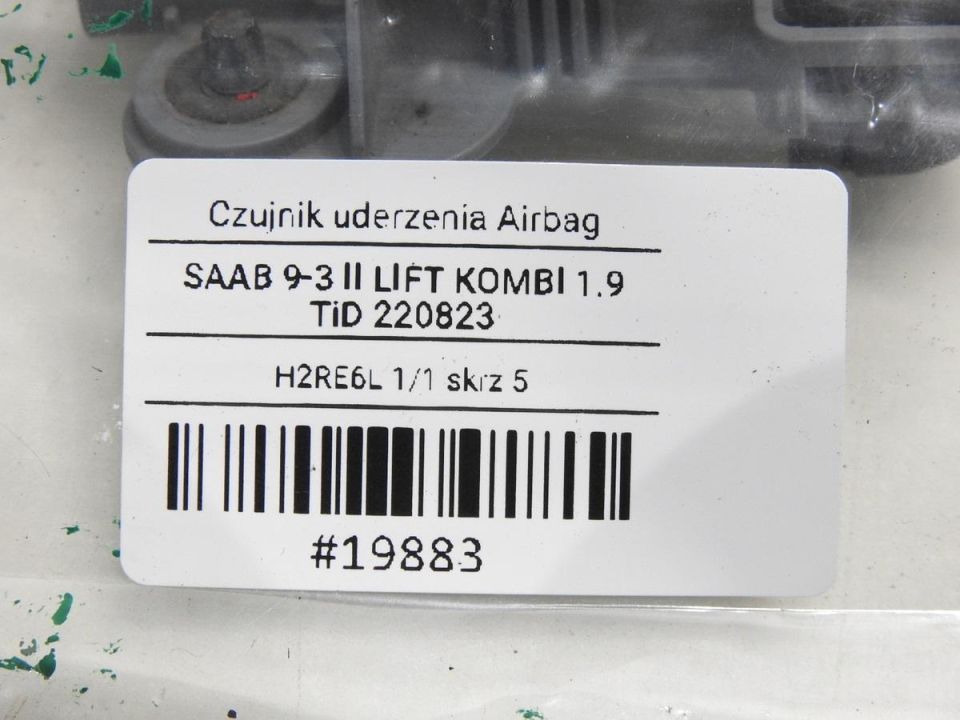 Czujnik uderzenia Airbag
SAAB 9-3 II LIFT KOMBI 1.9
TiD 220823
H2RE6L 1/1 skrz 5
#19883